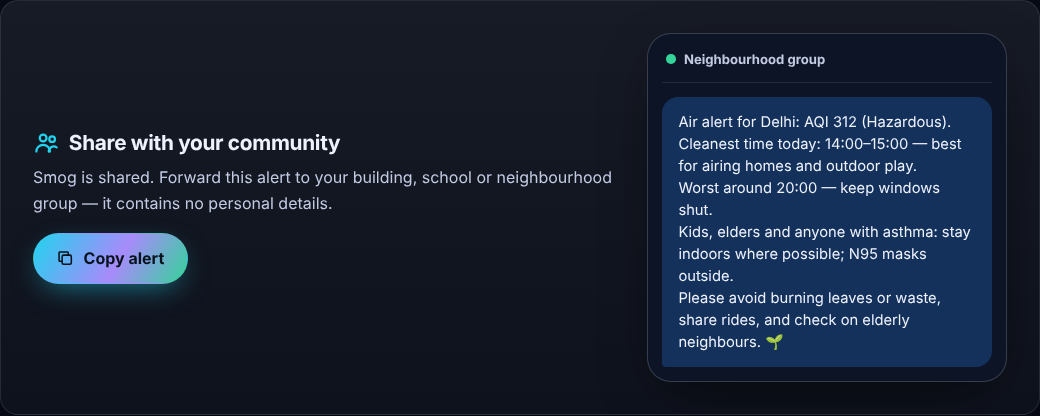 Share with your community
Smog is shared. Forward this alert to your building, school or neighbourhood
group — it contains no personal details.
Copy alert
Neighbourhood group
Air alert for Delhi: AQI 312 (Hazardous).
Cleanest time today: 14:00–15:00 — best
for airing homes and outdoor play.
Worst around 20:00 — keep windows
shut.
Kids, elders and anyone with asthma: stay
indoors where possible; N95 masks
outside.
Please avoid burning leaves or waste,
share rides, and check on elderly
neighbours. 🌱